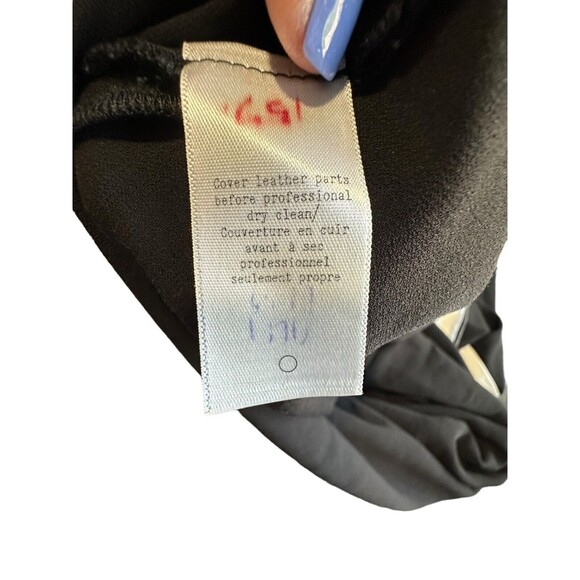 Cover leather parts
before professional
dry clean/
Couverture en cuir
avant à sec
professionnel
seulement propre